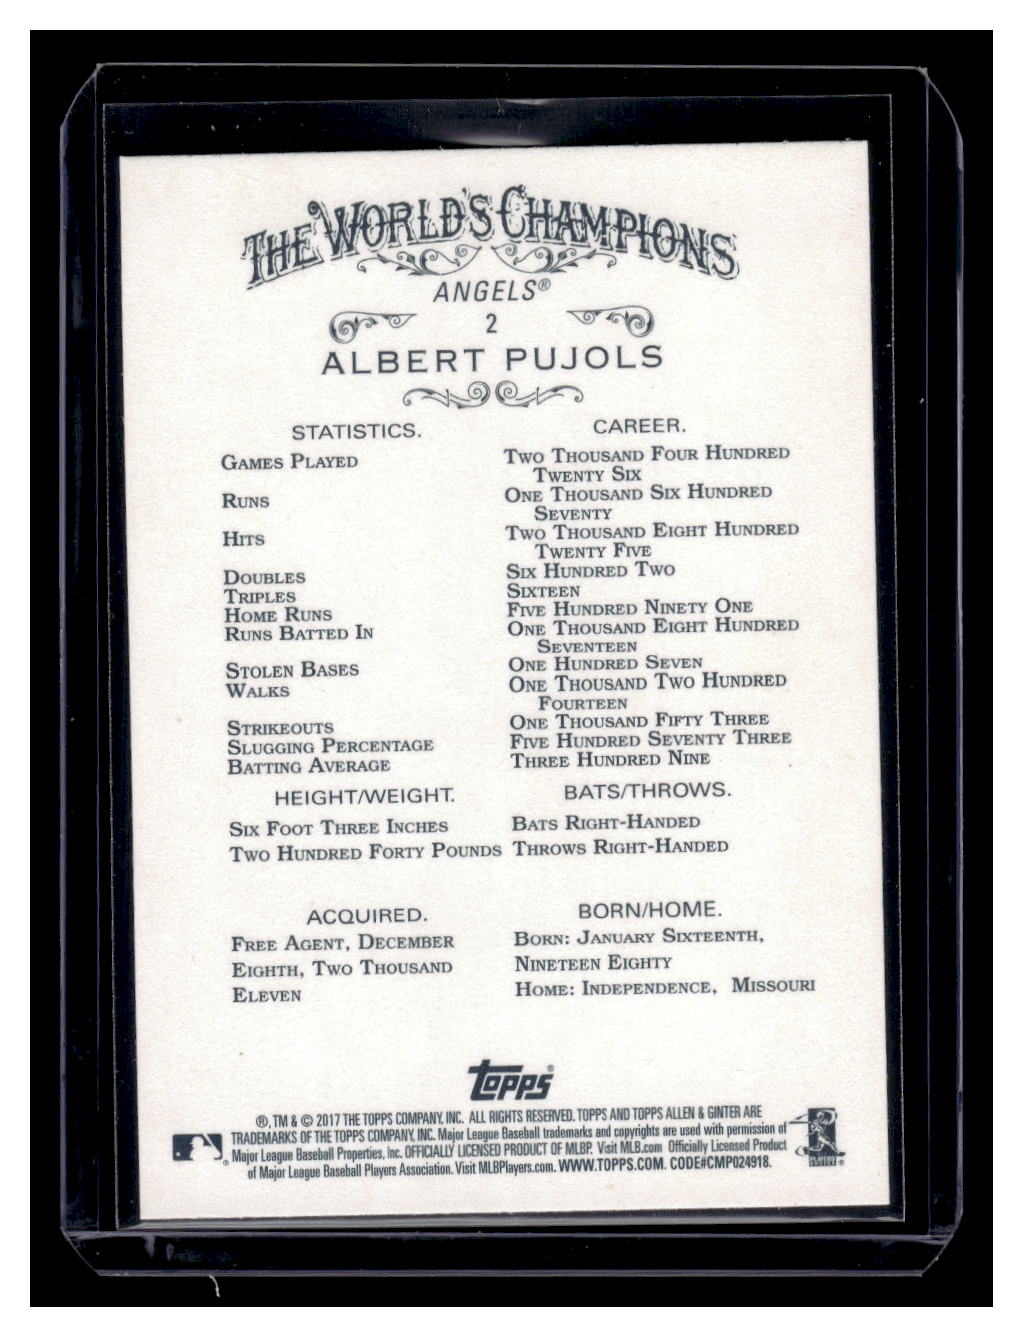 THE WORLD'S CHAMPIONS
ANGELS®
2
ALBERT PUJOLS
STATISTICS. CAREER.
GAMES PLAYED TWO THOUSAND FOUR HUNDRED
TWENTY SIX
RUNS ONE THOUSAND SIX HUNDRED
SEVENTY
HITS TWO THOUSAND EIGHT HUNDRED
TWENTY FIVE
DOUBLES SIX HUNDRED TWO
TRIPLES SIXTEEN
HOME RUNS FIVE HUNDRED NINETY ONE
RUNS BATTED IN ONE THOUSAND EIGHT HUNDRED
SEVENTEEN
STOLEN BASES ONE HUNDRED SEVEN
WALKS ONE THOUSAND TWO HUNDRED
FOURTEEN
STRIKEOUTS ONE THOUSAND FIFTY THREE
SLUGGING PERCENTAGE FIVE HUNDRED SEVENTY THREE
BATTING AVERAGE THREE HUNDRED NINE
HEIGHT/WEIGHT. BATS/THROWS.
SIX FOOT THREE INCHES BATS RIGHT-HANDED
TWO HUNDRED FORTY POUNDS THROWS RIGHT-HANDED
ACQUIRED. BORN/HOME.
FREE AGENT, DECEMBER BORN: JANUARY SIXTEENTH,
EIGHTH, TWO THOUSAND NINETEEN EIGHTY
ELEVEN HOME: INDEPENDENCE, MISSOURI
TOPPS®
®, TM & © 2017 THE TOPPS COMPANY, INC. ALL RIGHTS RESERVED. TOPPS AND TOPPS ALLEN & GINTER ARE
TRADEMARKS OF THE TOPPS COMPANY, INC. Major League Baseball trademarks and copyrights are used with permission of
Major League Baseball Properties, Inc. OFFICIALLY LICENSED PRODUCT OF MLBP. Visit MLB.com Officially Licensed Product
of Major League Baseball Players Association. Visit MLBPlayers.com. WWW.TOPPS.COM. CODE#CMP024918.